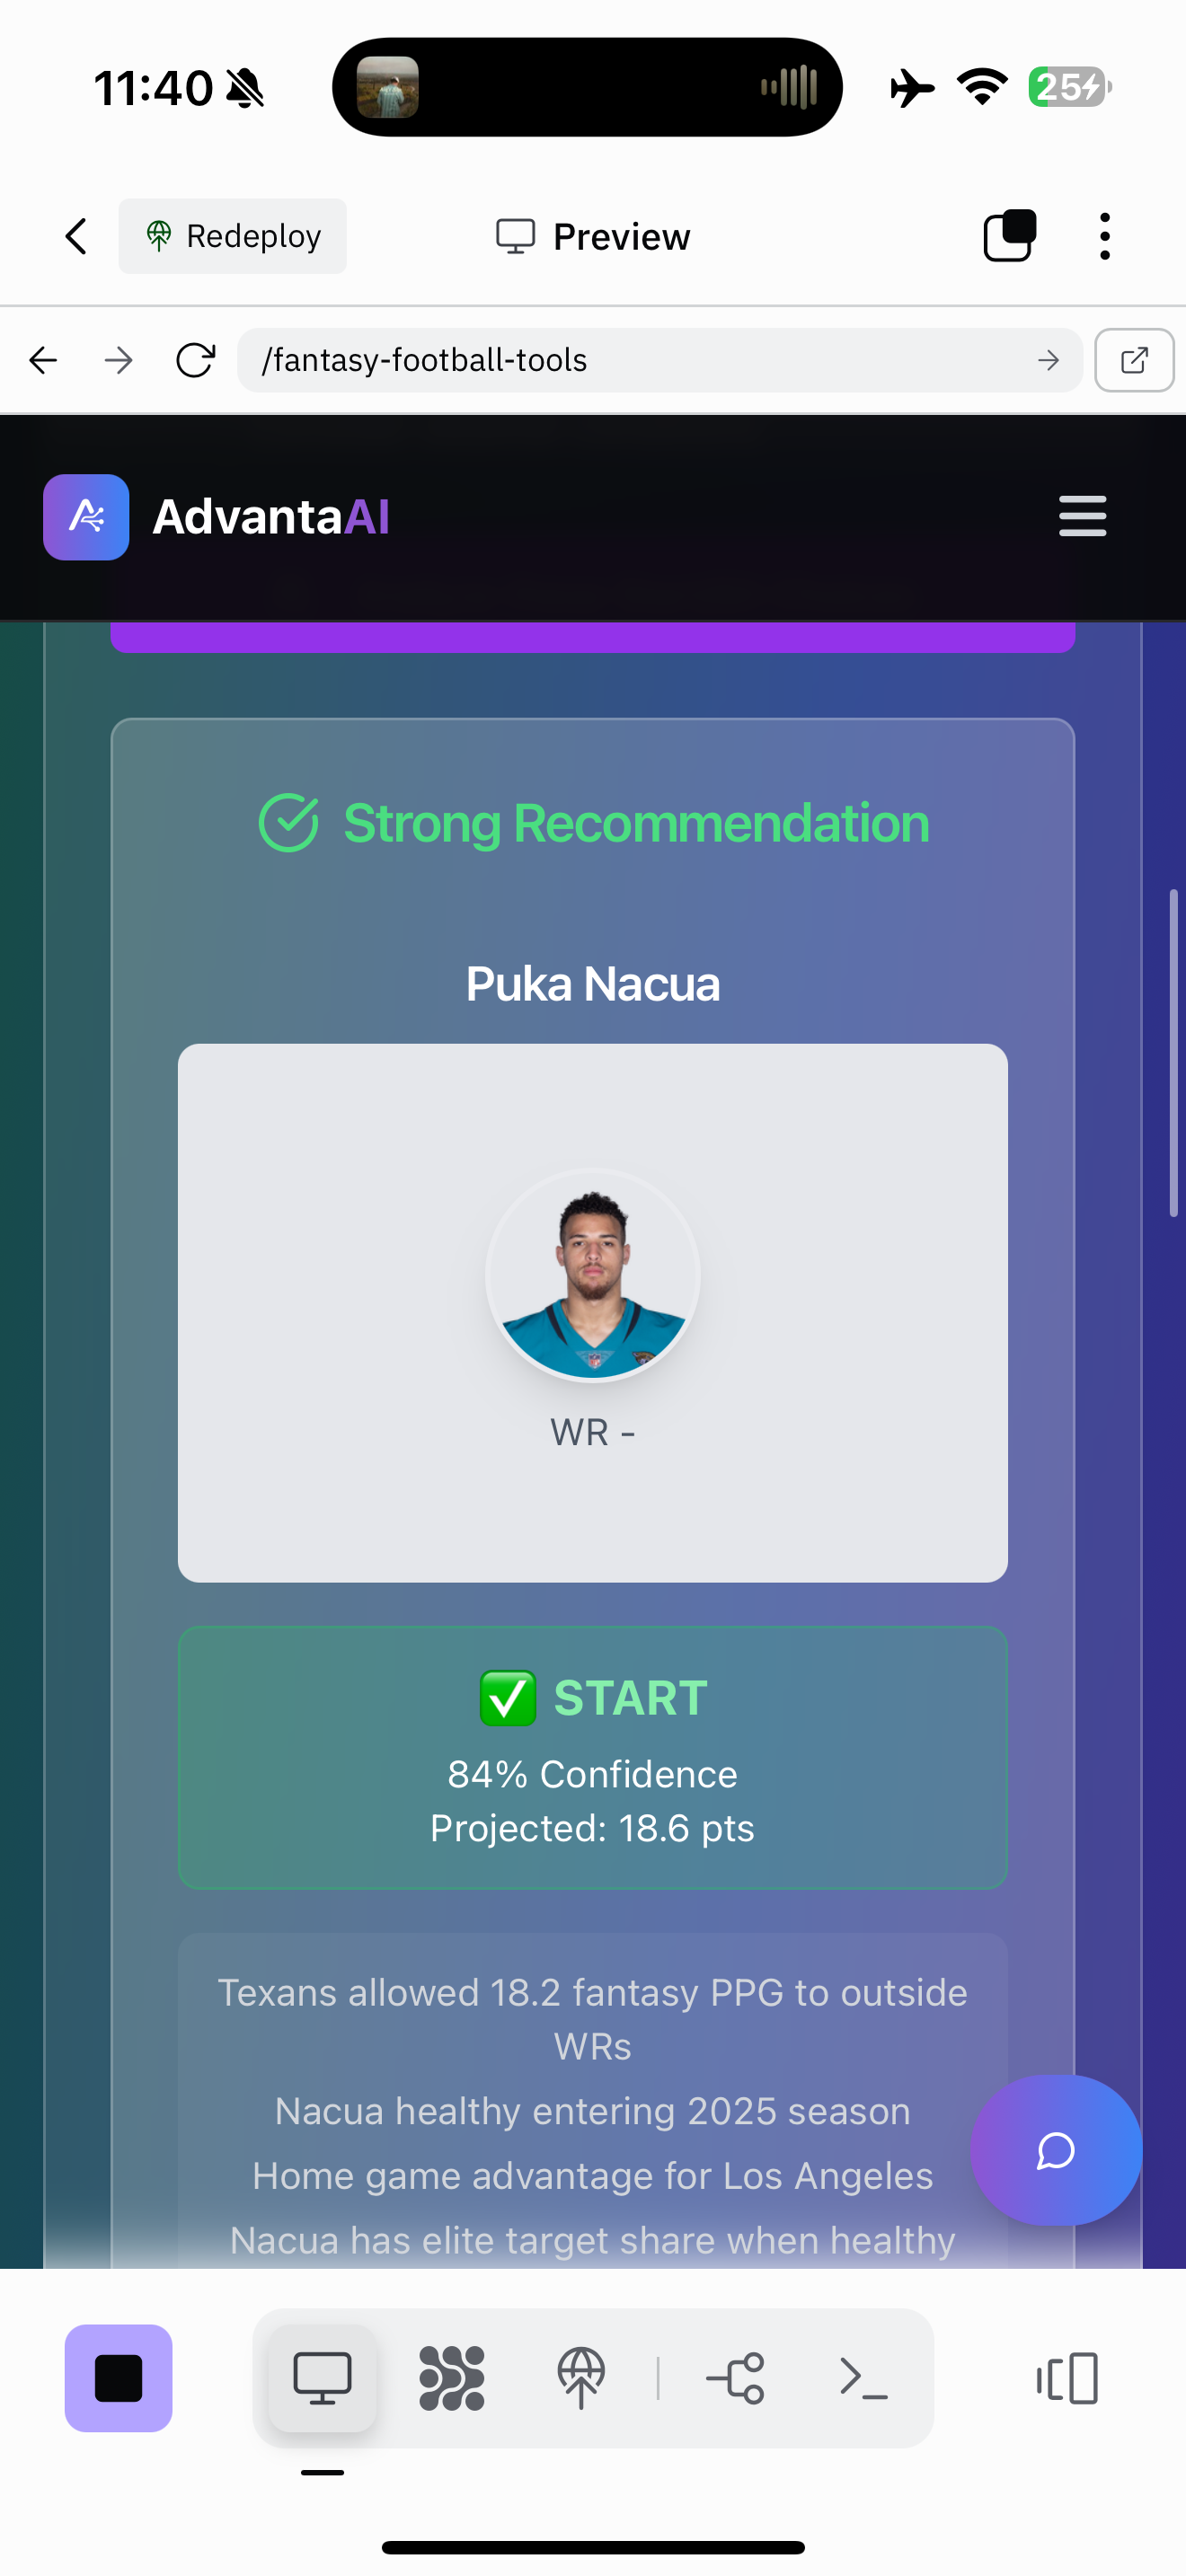 11:40
25
Redeploy
Preview
/fantasy-football-tools
AdvantaAI
Strong Recommendation
Puka Nacua
WR -
✅ START
84% Confidence
Projected: 18.6 pts
Texans allowed 18.2 fantasy PPG to outside
WRs
Nacua healthy entering 2025 season
Home game advantage for Los Angeles
Nacua has elite target share when healthy